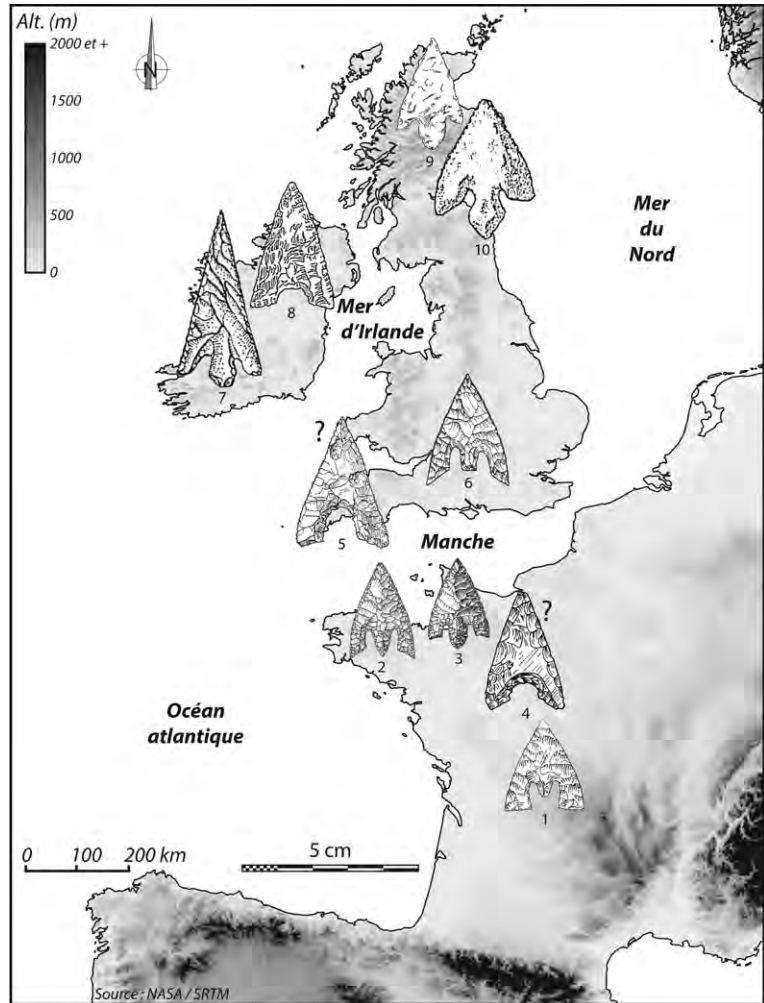 Alt. (m)
2000 et +
1500
1000
500
0
N
9
10
Mer
du
Nord
8
7
Mer
d'Irlande
?
6
5
Manche
2
3
?
4
Océan
atlantique
1
0 100 200 km
5 cm
Source : NASA / SRTM